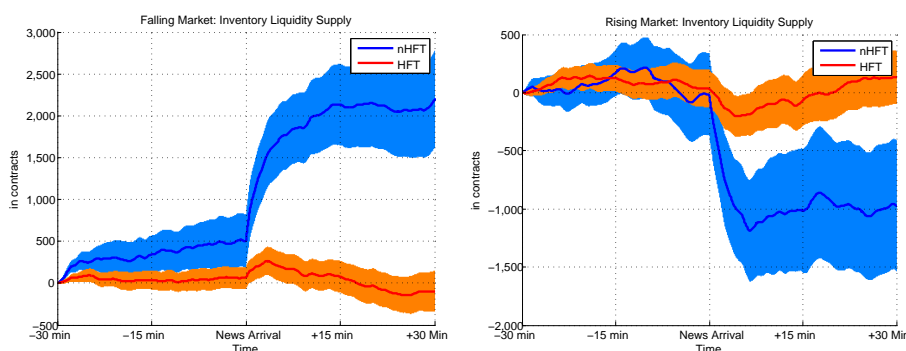 Falling Market: Inventory Liquidity Supply
3,000
2,500
2,000
1,500
1,000
500
0
−500
in contracts
nHFT
HFT
−30 min
−15 min
News Arrival
+15 min
+30 Min
Time
Rising Market: Inventory Liquidity Supply
500
0
−500
−1,000
−1,500
−2,000
in contracts
nHFT
HFT
−30 min
−15 min
News Arrival
+15 min
+30 Min
Time